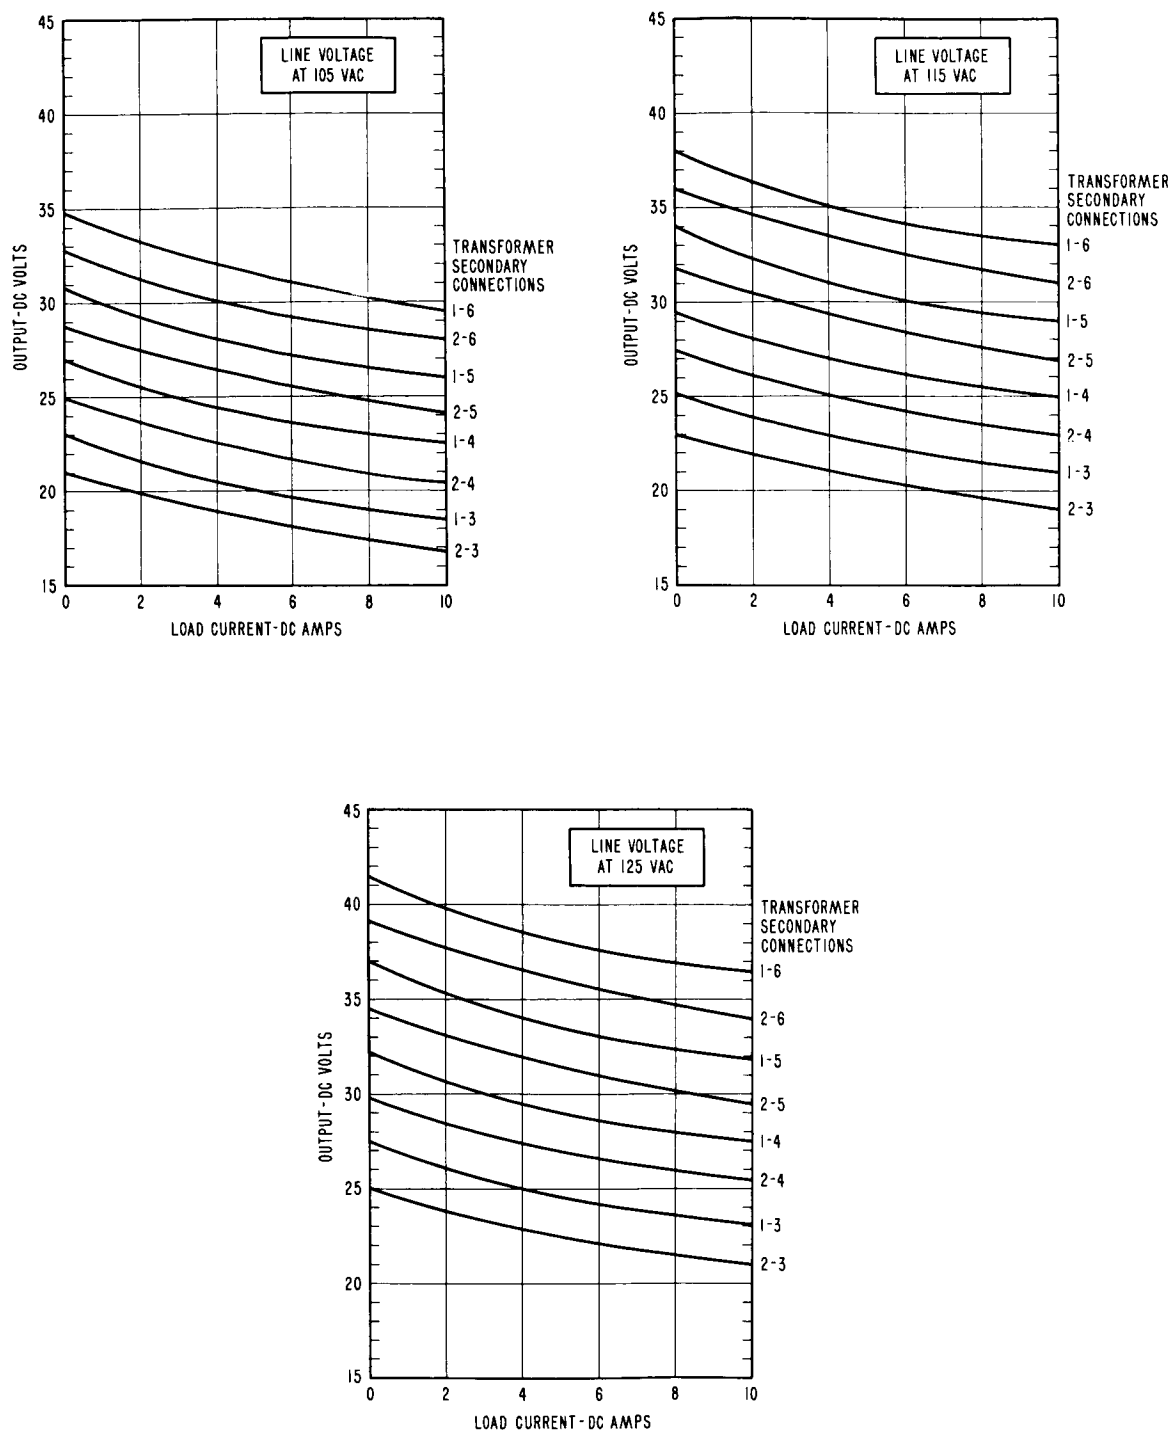 LINE VOLTAGE
AT 105 VAC
45
40
35
30
25
20
15
OUTPUT-DC VOLTS
0 2 4 6 8 10
LOAD CURRENT-DC AMPS
TRANSFORMER
SECONDARY
CONNECTIONS
1-6
2-6
1-5
2-5
1-4
2-4
1-3
2-3
LINE VOLTAGE
AT 115 VAC
45
40
35
30
25
20
15
OUTPUT-DC VOLTS
0 2 4 6 8 10
LOAD CURRENT-DC AMPS
TRANSFORMER
SECONDARY
CONNECTIONS
1-6
2-6
1-5
2-5
1-4
2-4
1-3
2-3
LINE VOLTAGE
AT 125 VAC
45
40
35
30
25
20
15
OUTPUT-DC VOLTS
0 2 4 6 8 10
LOAD CURRENT-DC AMPS
TRANSFORMER
SECONDARY
CONNECTIONS
1-6
2-6
1-5
2-5
1-4
2-4
1-3
2-3